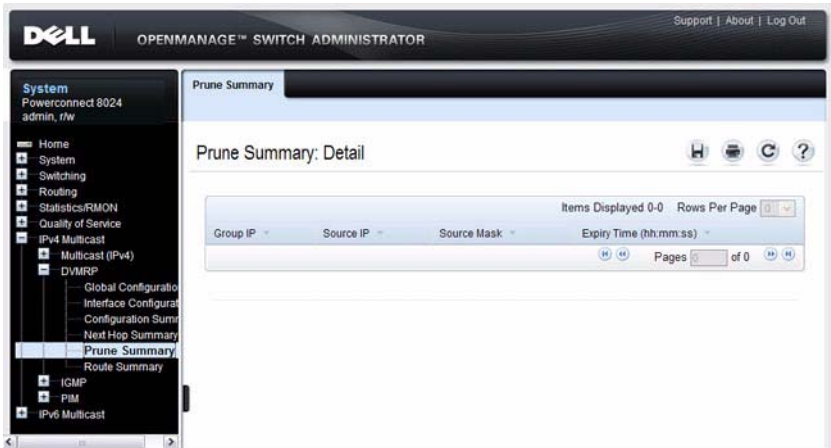 Support | About | Log Out
DELL OPENMANAGE™ SWITCH ADMINISTRATOR
System
Powerconnect 8024
admin, r/w
Home
System
Switching
Routing
Statistics/RMON
Quality of Service
IPv4 Multicast
Multicast (IPv4)
DVMRP
Global Configuratio
Interface Configurat
Configuration Sumr
Next Hop Summary
Prune Summary
Route Summary
IGMP
PIM
IPv6 Multicast
Prune Summary
Prune Summary: Detail
Items Displayed 0-0 Rows Per Page 0
Group IP Source IP Source Mask Expiry Time (hh:mm:ss)
Pages 0 of 0